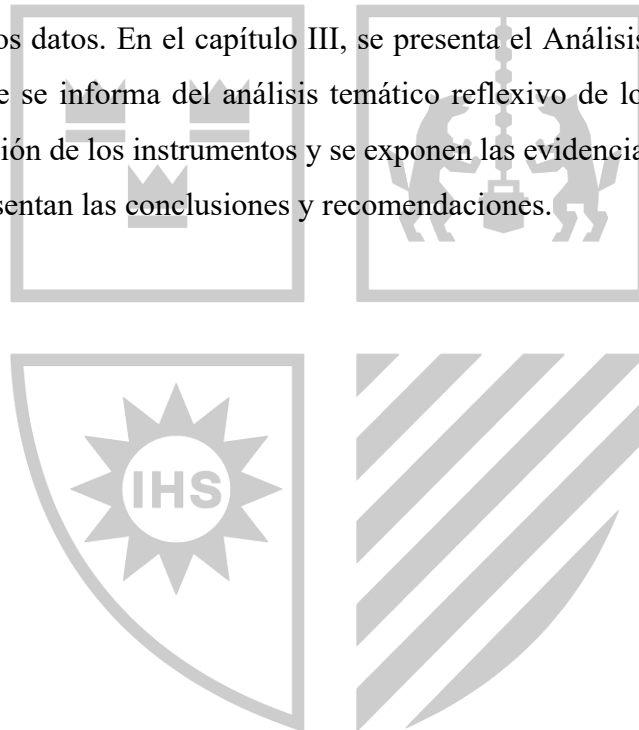 os datos. En el capítulo III, se presenta el Análisis
e se informa del análisis temático reflexivo de lo
ión de los instrumentos y se exponen las evidencia
sentan las conclusiones y recomendaciones.
IHS